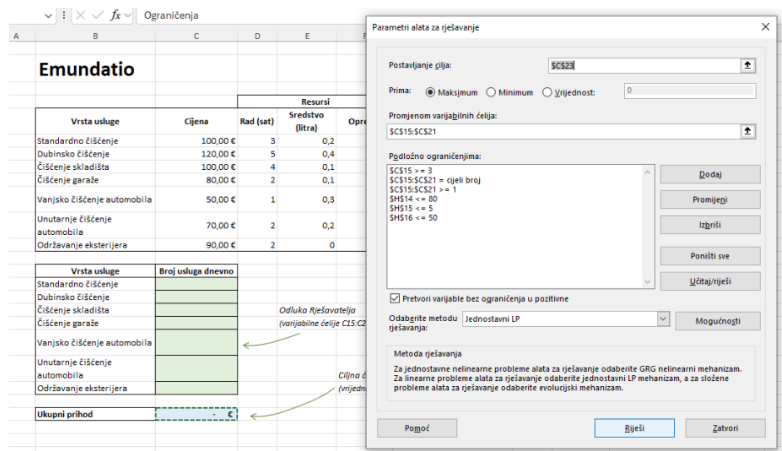 fx Ograničenja
A B C D E
Emundatio
Resursi
Vrsta usluge Cijena Rad (sat) Sredstvo (litra) Opre
Standardno čišćenje 100,00 € 3 0,2
Dubinsko čišćenje 120,00 € 5 0,4
Čišćenje skladišta 100,00 € 4 0,1
Čišćenje garaže 80,00 € 2 0,1
Vanjsko čišćenje automobila 50,00 € 1 0,3
Unutarnje čišćenje
automobila 70,00 € 2 0,2
Održavanje eksterijera 90,00 € 2 0
Vrsta usluge Broj usluga dnevno
Standardno čišćenje
Dubinsko čišćenje
Čišćenje skladišta
Odluka Rješavatelja
Čišćenje garaže
(varijabilne ćelije C15:C2
Vanjsko čišćenje automobila
Unutarnje čišćenje
automobila
Ciljna ć
Održavanje eksterijera
(vrijedn
Ukupni prihod - €
Parametri alata za rješavanje
Postavljanje cilja: $C$23
Prima: Maksimum Minimum Vrijednost: 0
Promjenom varijabilnih ćelija:
$C$15:$C$21
Podložno ograničenjima:
$C$15 >= 3
$C$15:$C$21 = cijeli broj
$C$15:$C$21 >= 1
$H$14 <= 80
$H$15 <= 5
$H$16 <= 50
Dodaj
Promijeni
Izbriši
Poništi sve
Učitaj/riješi
Pretvori varijable bez ograničenja u pozitivne
Odaberite metodu
rješavanja:
Jednostavni LP
Mogućnosti
Metoda rješavanja
Za jednostavne nelinearne probleme alata za rješavanje odaberite GRG nelinearni mehanizam.
Za linearne probleme alata za rješavanje odaberite jednostavni LP mehanizam, a za složene
probleme alata za rješavanje odaberite evolucijski mehanizam.
Pomoć
Riješi
Zatvori